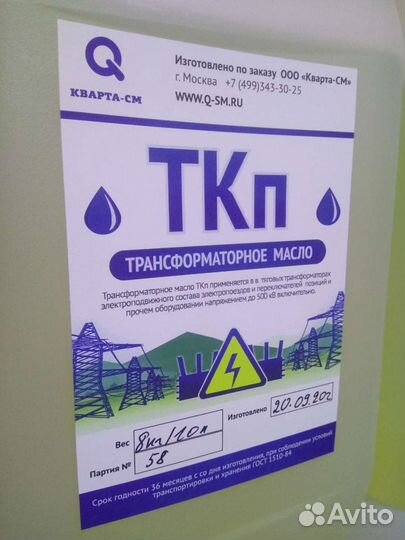 Q
КВАРТА-СМ
Изготовлено по заказу ООО «Кварта-СМ»
г. Москва +7 (499)343-30-25
WWW.Q-SM.RU
ТКп
ТРАНСФОРМАТОРНОЕ МАСЛО
Трансформаторное масло ТКп применяется в в тяговых трансформаторах
электроподвижного состава электропоездов и переключателей позиций и
прочем оборудовании напряжением до 500 кВ включительно.
Вес 8кг/10л
Изготовлено 20.09.20г
Партия № 58
Срок годности 36 месяцев с со дня изготовления, при соблюдении условий
транспортировки и хранения ГОСТ 1510-84
Avito